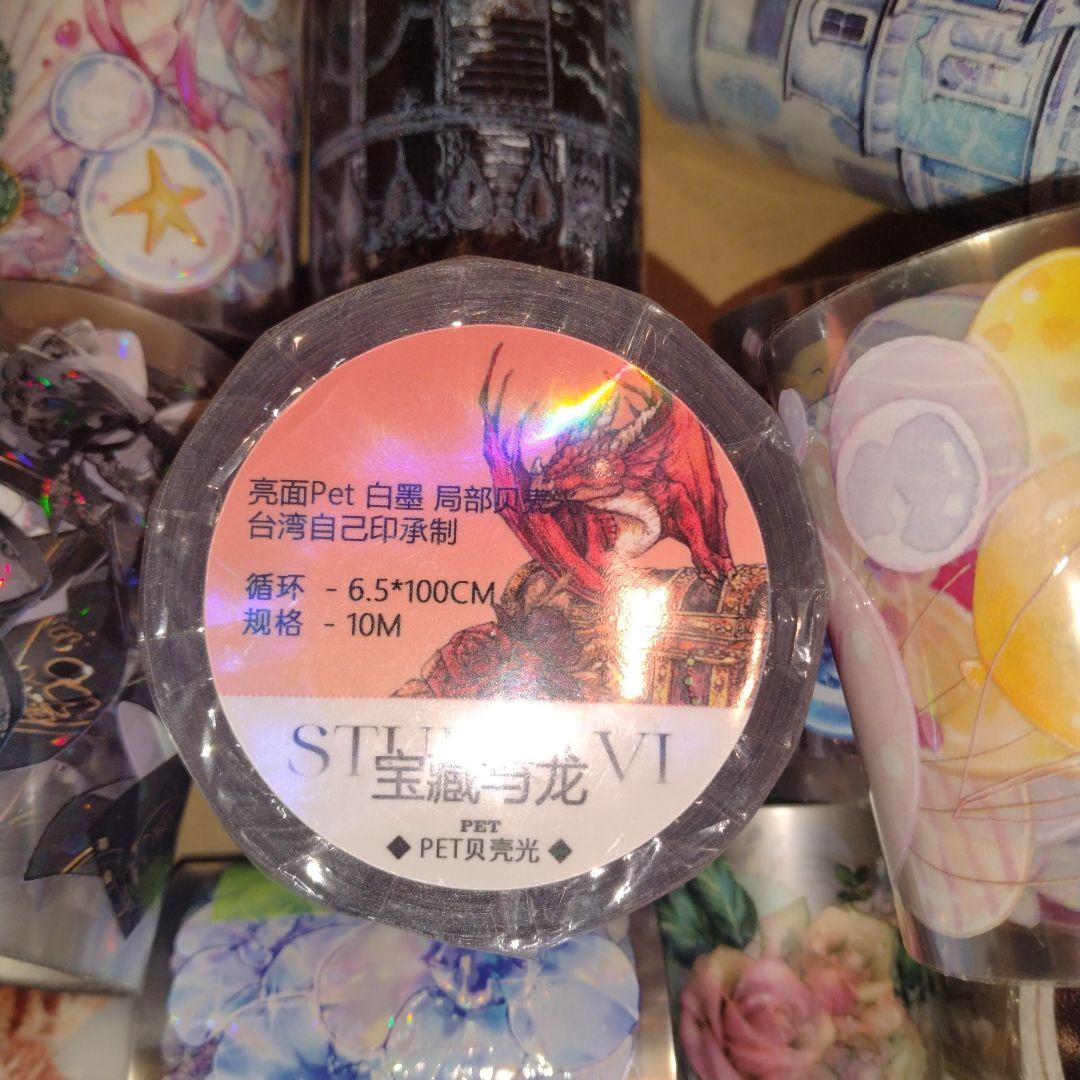 亮面Pet 白墨 局部贝壳光
台湾自己印承制
循环 - 6.5*100CM
规格 - 10M
VI
宝藏与龙
PET
◆ PET贝壳光 ◆